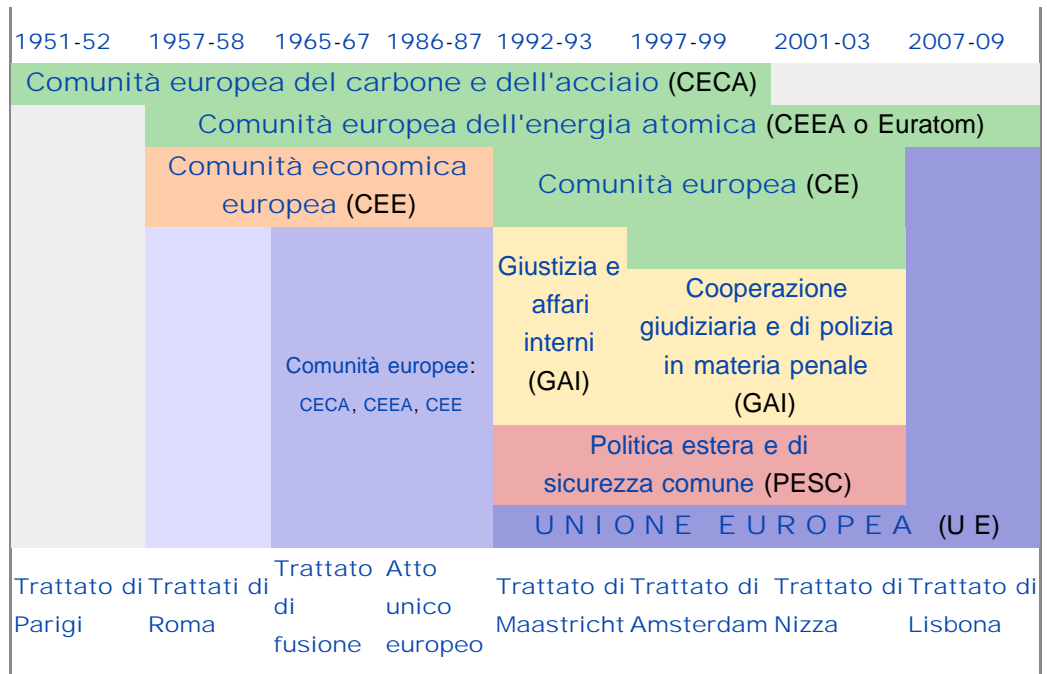 1951-52 1957-58 1965-67 1986-87 1992-93 1997-99 2001-03 2007-09
Comunità europea del carbone e dell'acciaio (CECA)
Comunità europea dell'energia atomica (CEEA o Euratom)
Comunità economica
europea (CEE)
Comunità europea (CE)
Giustizia e
affari
interni
(GAI)
Cooperazione
giudiziaria e di polizia
in materia penale
(GAI)
Comunità europee:
CECA, CEEA, CEE
Politica estera e di
sicurezza comune (PESC)
UNIONE EUROPEA (UE)
Trattato di
Parigi
Trattati di
Roma
Trattato
di
fusione
Atto
unico
europeo
Trattato di
Maastricht
Trattato di
Amsterdam
Trattato di
Nizza
Trattato di
Lisbona